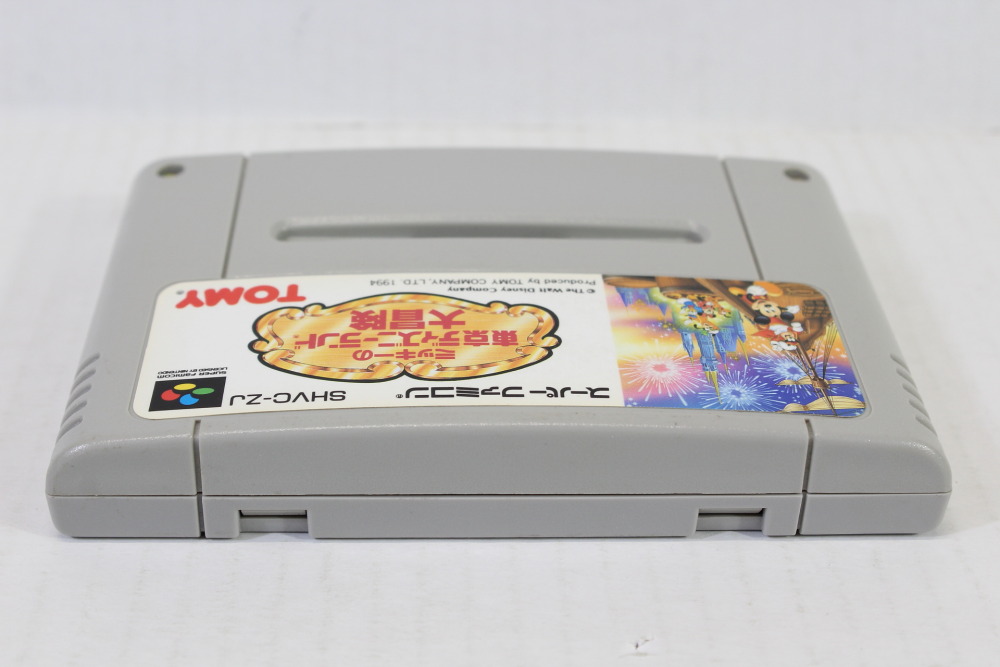 スーパーファミコン®
SHVC-ZJ
SUPER FAMICOM
LICENSED BY NINTENDO
ミッキーの
東京ディズニーランド
大冒険
© The Walt Disney Company
Produced by TOMY COMPANY, LTD. 1994
TOMY®